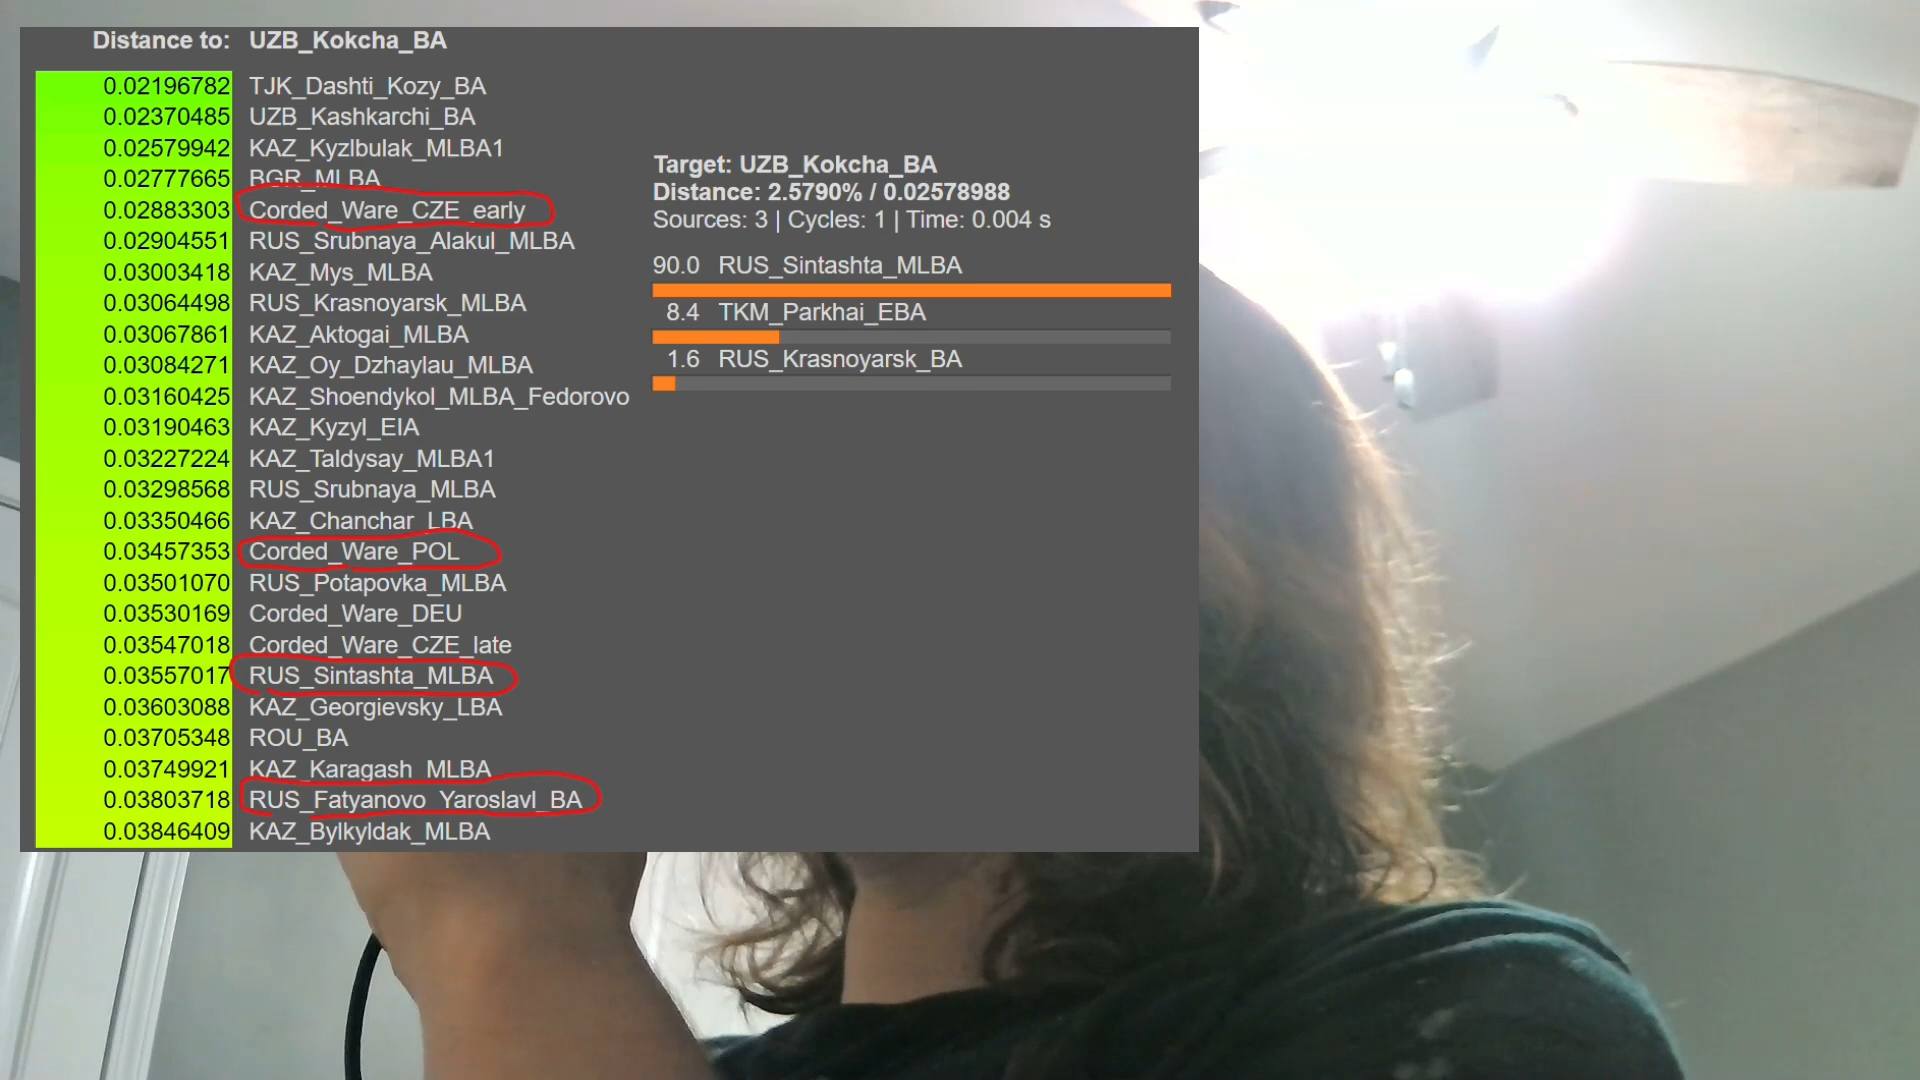 Distance to: UZB_Kokcha_BA
0.02196782 TJK_Dashti_Kozy_BA
0.02370485 UZB_Kashkarchi_BA
0.02579942 KAZ_Kyzlbulak_MLBA1
0.02777665 BGR_MLBA
0.02883303 Corded_Ware_CZE_early
0.02904551 RUS_Srubnaya_Alakul_MLBA
0.03003418 KAZ_Mys_MLBA
0.03064498 RUS_Krasnoyarsk_MLBA
0.03067861 KAZ_Aktogai_MLBA
0.03084271 KAZ_Oy_Dzhaylau_MLBA
0.03160425 KAZ_Shoendykol_MLBA_Fedorovo
0.03190463 KAZ_Kyzyl_EIA
0.03227224 KAZ_Taldysay_MLBA1
0.03298568 RUS_Srubnaya_MLBA
0.03350466 KAZ_Chanchar_LBA
0.03457353 Corded_Ware_POL
0.03501070 RUS_Potapovka_MLBA
0.03530169 Corded_Ware_DEU
0.03547018 Corded_Ware_CZE_late
0.03557017 RUS_Sintashta_MLBA
0.03603088 KAZ_Georgievsky_LBA
0.03705348 ROU_BA
0.03749921 KAZ_Karagash_MLBA
0.03803718 RUS_Fatyanovo_Yaroslavl_BA
0.03846409 KAZ_Bylkyldak_MLBA
Target: UZB_Kokcha_BA
Distance: 2.5790% / 0.02578988
Sources: 3 | Cycles: 1 | Time: 0.004 s
90.0 RUS_Sintashta_MLBA
8.4 TKM_Parkhai_EBA
1.6 RUS_Krasnoyarsk_BA